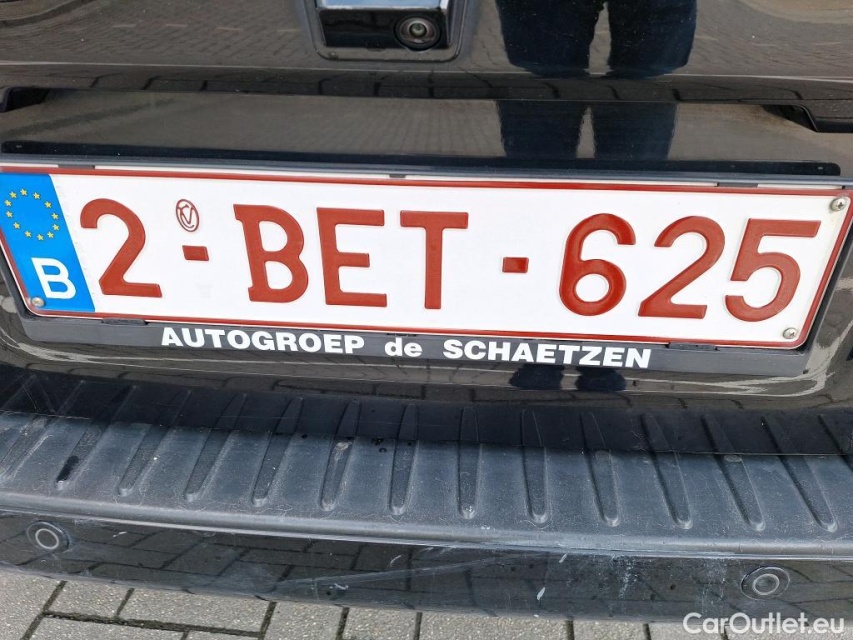 B 2-BET-625
AUTOGROEP de SCHAETZEN
CarOutlet.eu